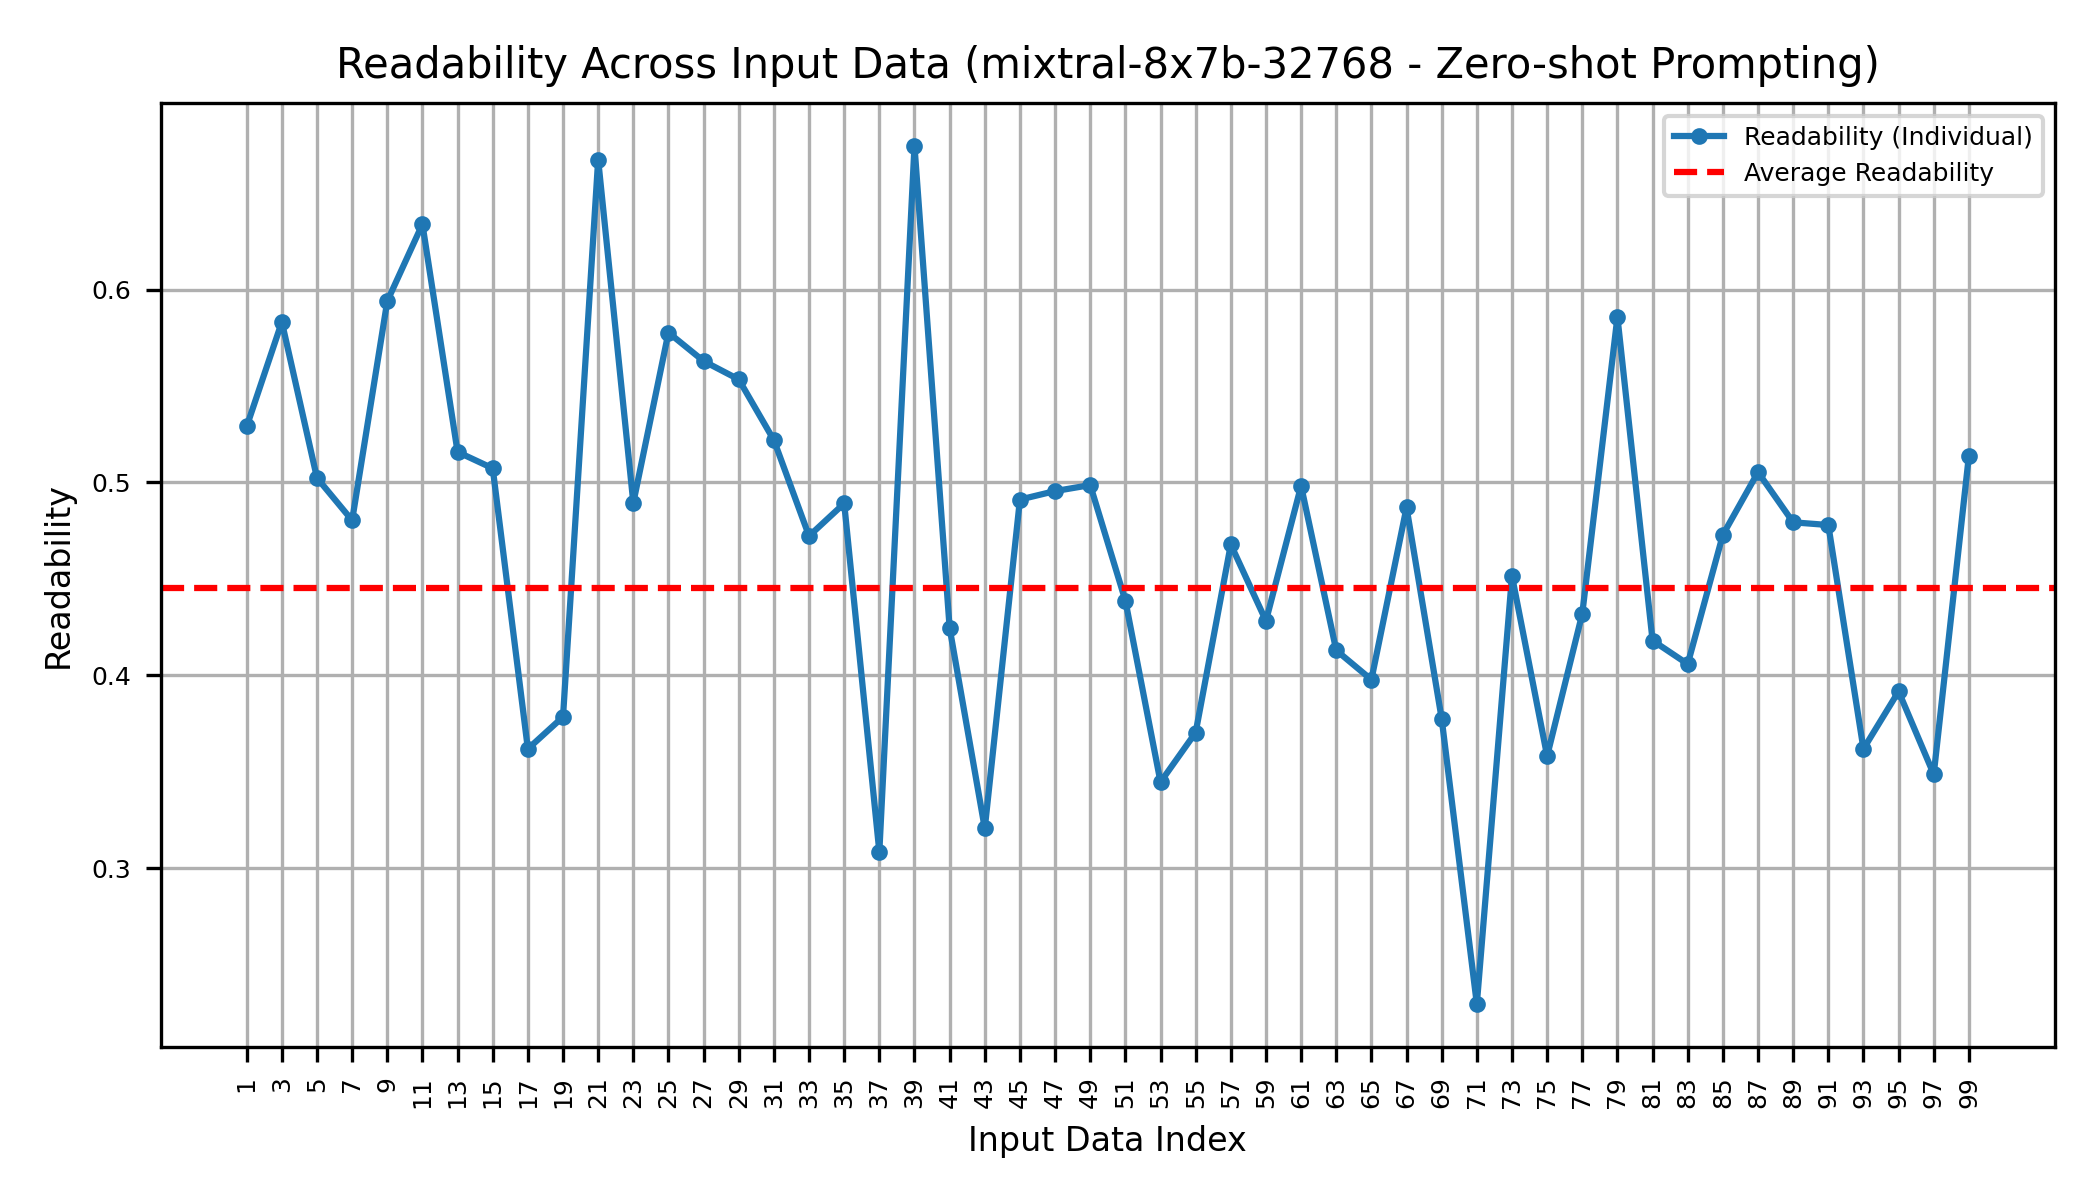 Readability Across Input Data (mixtral-8x7b-32768 - Zero-shot Prompting)
Readability (Individual)
Average Readability
Readability
0.6
0.5
0.4
0.3
1 3 5 7 9 11 13 15 17 19 21 23 25 27 29 31 33 35 37 39 41 43 45 47 49 51 53 55 57 59 61 63 65 67 69 71 73 75 77 79 81 83 85 87 89 91 93 95 97 99
Input Data Index